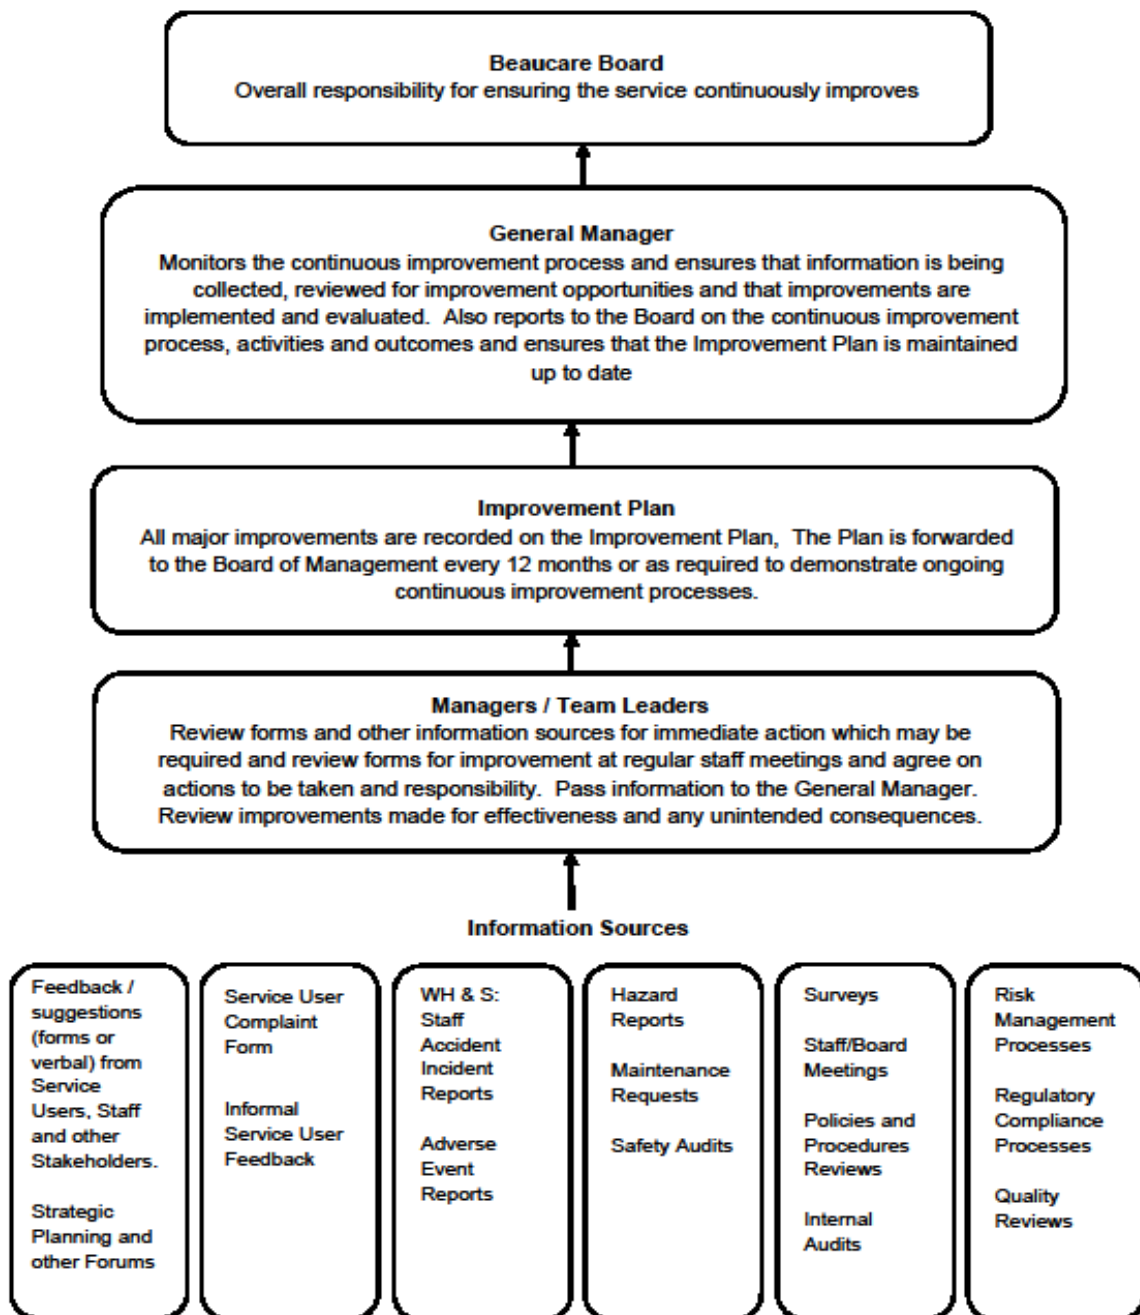 Beaucare Board
Overall responsibility for ensuring the service continuously improves
General Manager
Monitors the continuous improvement process and ensures that information is being
collected, reviewed for improvement opportunities and that improvements are
implemented and evaluated.  Also reports to the Board on the continuous improvement
process, activities and outcomes and ensures that the Improvement Plan is maintained
up to date
Improvement Plan
All major improvements are recorded on the Improvement Plan,  The Plan is forwarded
to the Board of Management every 12 months or as required to demonstrate ongoing
continuous improvement processes.
Managers / Team Leaders
Review forms and other information sources for immediate action which may be
required and review forms for improvement at regular staff meetings and agree on
actions to be taken and responsibility.  Pass information to the General Manager.
Review improvements made for effectiveness and any unintended consequences.
Information Sources
Feedback /
suggestions
(forms or
verbal) from
Service
Users, Staff
and other
Stakeholders.
Strategic
Planning and
other Forums
Service User
Complaint
Form
Informal
Service User
Feedback
WH & S:
Staff
Accident
Incident
Reports
Adverse
Event
Reports
Hazard
Reports
Maintenance
Requests
Safety Audits
Surveys
Staff/Board
Meetings
Policies and
Procedures
Reviews
Internal
Audits
Risk
Management
Processes
Regulatory
Compliance
Processes
Quality
Reviews